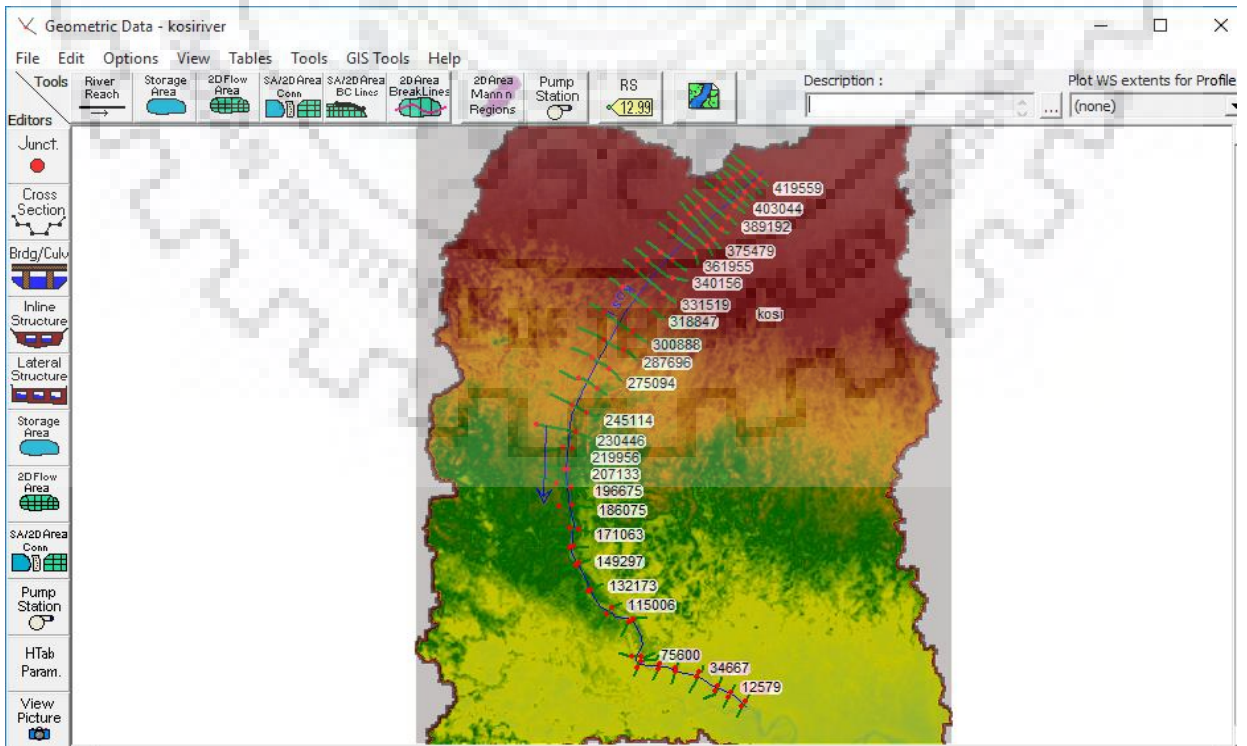 Geometric Data - kosiriver
File Edit Options View Tables Tools GIS Tools Help
Tools
Editors
River Reach
Storage Area
2D Flow Area
SA/2D Area Conn
SA/2D Area BC Lines
2D Area BreakLines
2D Area Mann n Regions
Pump Station
RS
12.99
Description :
...
Plot WS extents for Profile
(none)
Junct.
Cross
Section
Brdg/Culv
Inline
Structure
Lateral
Structure
Storage
Area
2D Flow
Area
SA/2D Area
Conn
Pump
Station
HTab
Param.
View
Picture
419559
403044
389192
375479
361955
340156
331519
kosi
318847
300888
287696
275094
245114
230446
219956
207133
196675
186075
171063
149297
132173
115006
75600
34667
12579